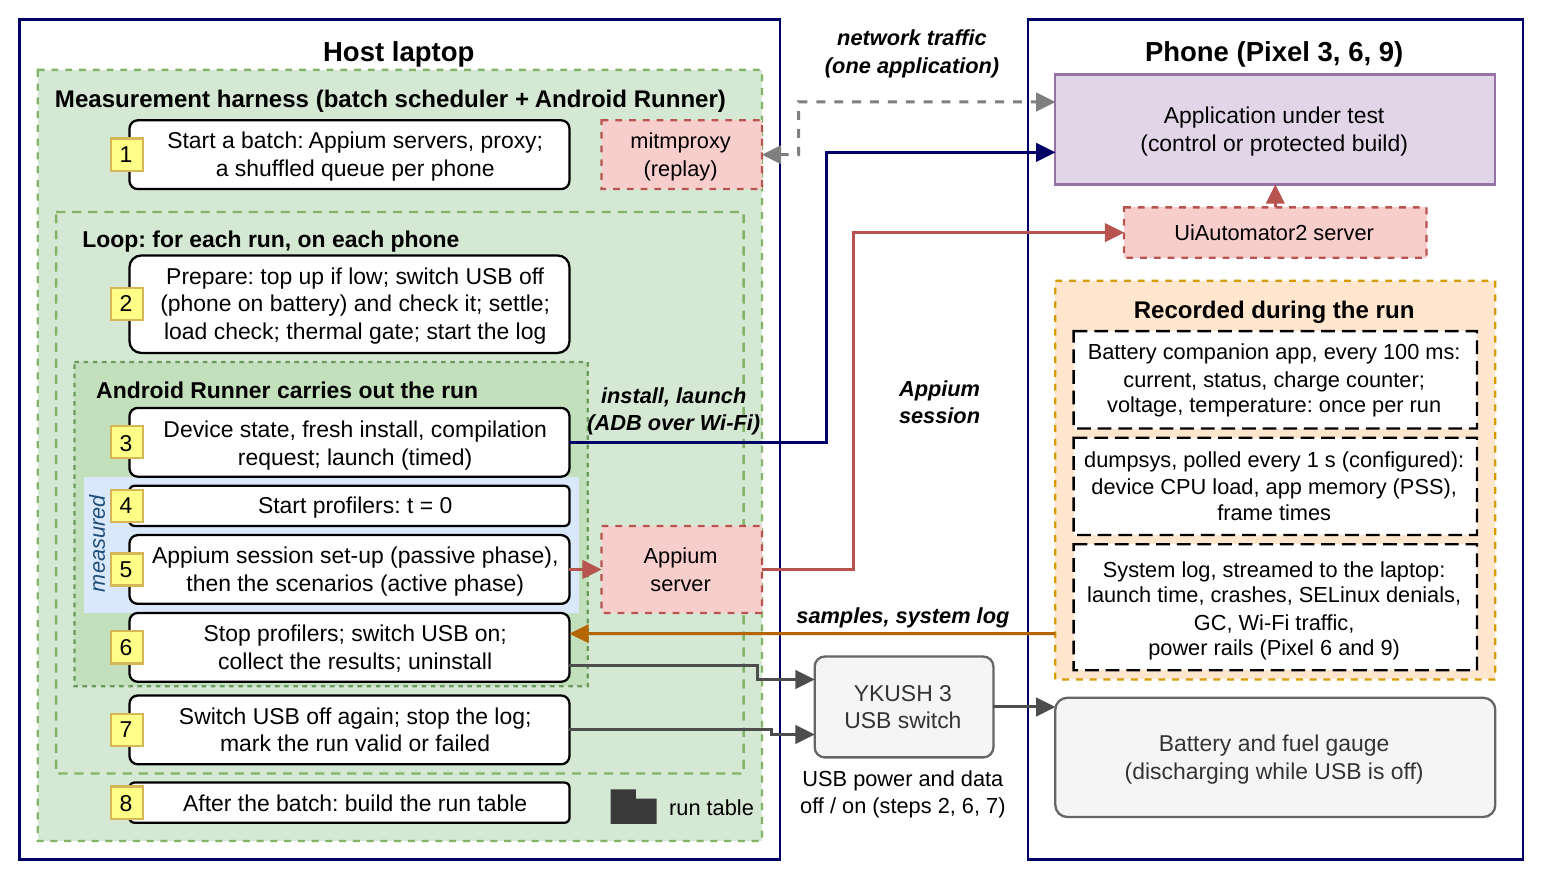 Host laptop
Measurement harness (batch scheduler + Android Runner)
1
Start a batch: Appium servers, proxy;
a shuffled queue per phone
mitmproxy
(replay)
Loop: for each run, on each phone
2
Prepare: top up if low; switch USB off
(phone on battery) and check it; settle;
load check; thermal gate; start the log
Android Runner carries out the run
3
Device state, fresh install, compilation
request; launch (timed)
measured
4
Start profilers: t = 0
5
Appium session set-up (passive phase),
then the scenarios (active phase)
Appium
server
6
Stop profilers; switch USB on;
collect the results; uninstall
7
Switch USB off again; stop the log;
mark the run valid or failed
8
After the batch: build the run table
run table
network traffic
(one application)
install, launch
(ADB over Wi-Fi)
Appium
session
samples, system log
YKUSH 3
USB switch
USB power and data
off / on (steps 2, 6, 7)
Phone (Pixel 3, 6, 9)
Application under test
(control or protected build)
UiAutomator2 server
Recorded during the run
Battery companion app, every 100 ms:
current, status, charge counter;
voltage, temperature: once per run
dumpsys, polled every 1 s (configured):
device CPU load, app memory (PSS),
frame times
System log, streamed to the laptop:
launch time, crashes, SELinux denials,
GC, Wi-Fi traffic,
power rails (Pixel 6 and 9)
Battery and fuel gauge
(discharging while USB is off)